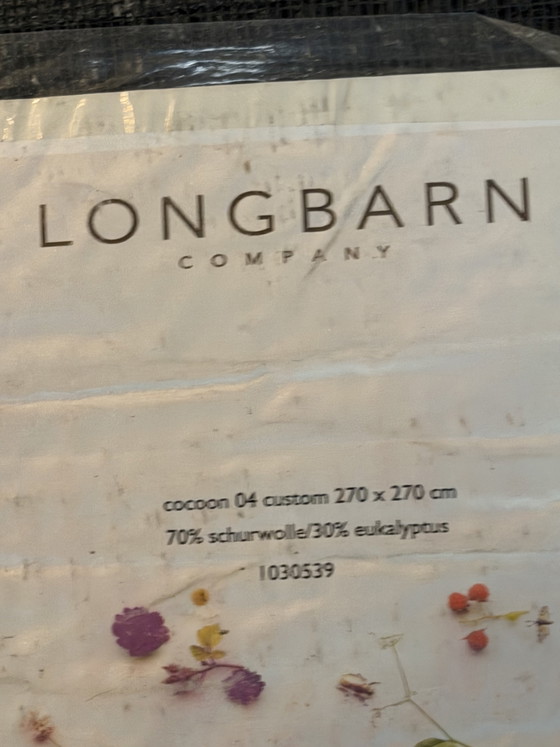 LONGBARN
COMPANY
cocoon 04 custom 270 x 270 cm
70% schurwolle/30% eukalyptus
1030539